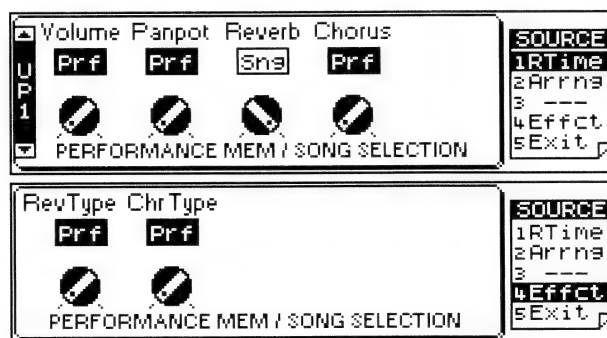 Volume Panpot Reverb Chorus
UP1
Prf Prf Sng Prf
PERFORMANCE MEM / SONG SELECTION
SOURCE
1RTime
2Arrng
3 ---
4Effct
5Exit
RevType ChrType
Prf Prf
PERFORMANCE MEM / SONG SELECTION
SOURCE
1RTime
2Arrng
3 ---
4Effct
5Exit